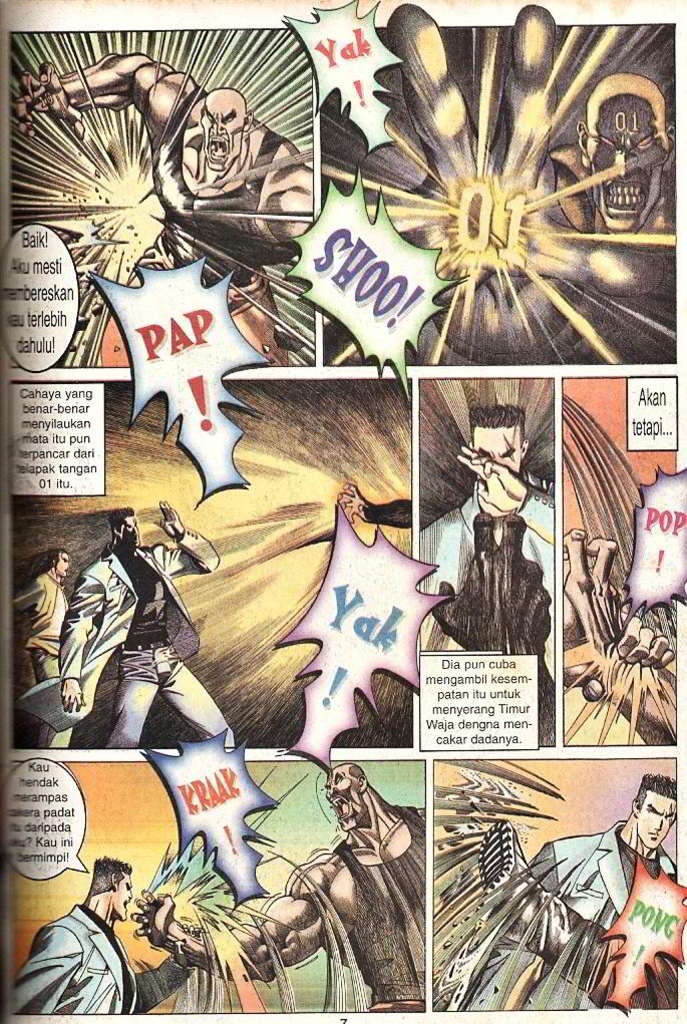 Yak
!
01
01
SHOO!
Baik!
Aku mesti
membereskan
kau terlebih
dahulu!
PAP
!
Cahaya yang
benar-benar
menyilaukan
mata itu pun
terpancar dari
telapak tangan
01 itu.
Yak
!
Dia pun cuba
mengambil kesem-
patan itu untuk
menyerang Timur
Waja dengna men-
cakar dadanya.
Akan
tetapi...
POP
!
Kau
hendak
merampas
cakera padat
itu daripada
aku? Kau ini
bermimpi!
KRAAK
!
PONG
!
7